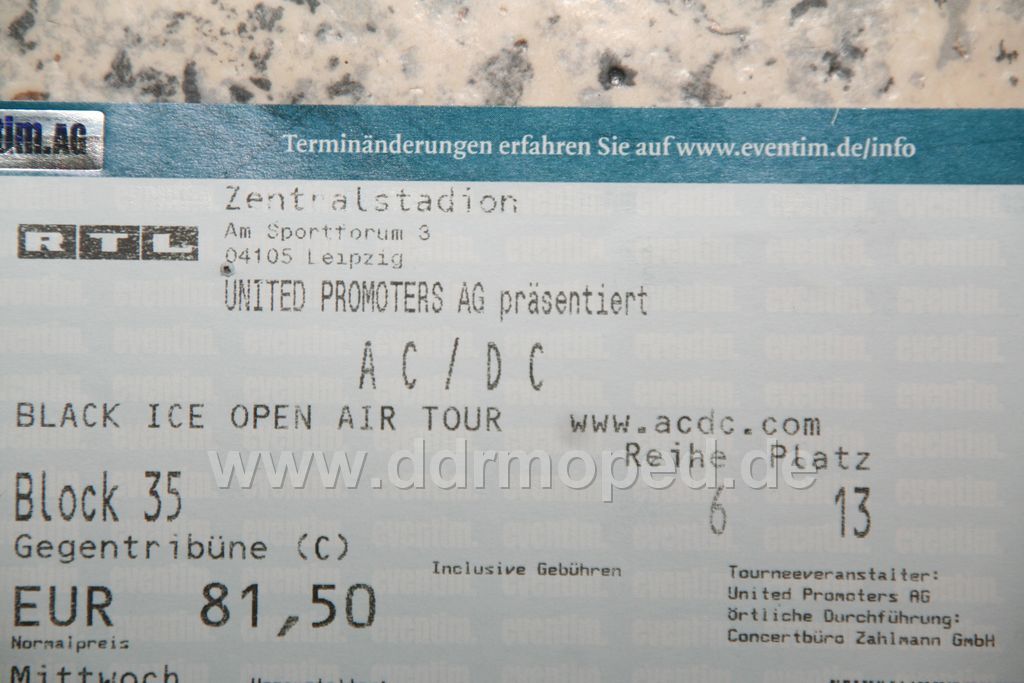 im.AG
Terminänderungen erfahren Sie auf www.eventim.de/info
Zentralstadion
RTL
Am Sportforum 3
04105 Leipzig
UNITED PROMOTERS AG präsentiert
AC/DC
BLACK ICE OPEN AIR TOUR www.acdc.com
www.ddrmoped.de
Reihe Platz
Block 35 6 13
Gegentribüne (C)
Inclusive Gebühren
EUR 81,50
Normalpreis
Tourneeveranstalter:
United Promoters AG
örtliche Durchführung:
Concertbüro Zahlmann GmbH
Mittwoch